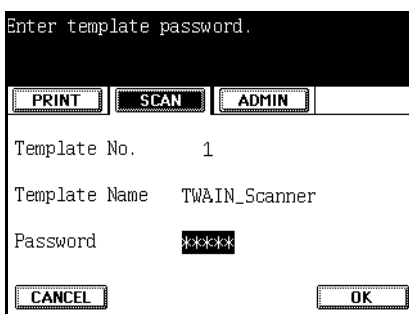 Enter template password.
PRINT SCAN ADMIN
Template No. 1
Template Name TWAIN_Scanner
Password *****
CANCEL OK